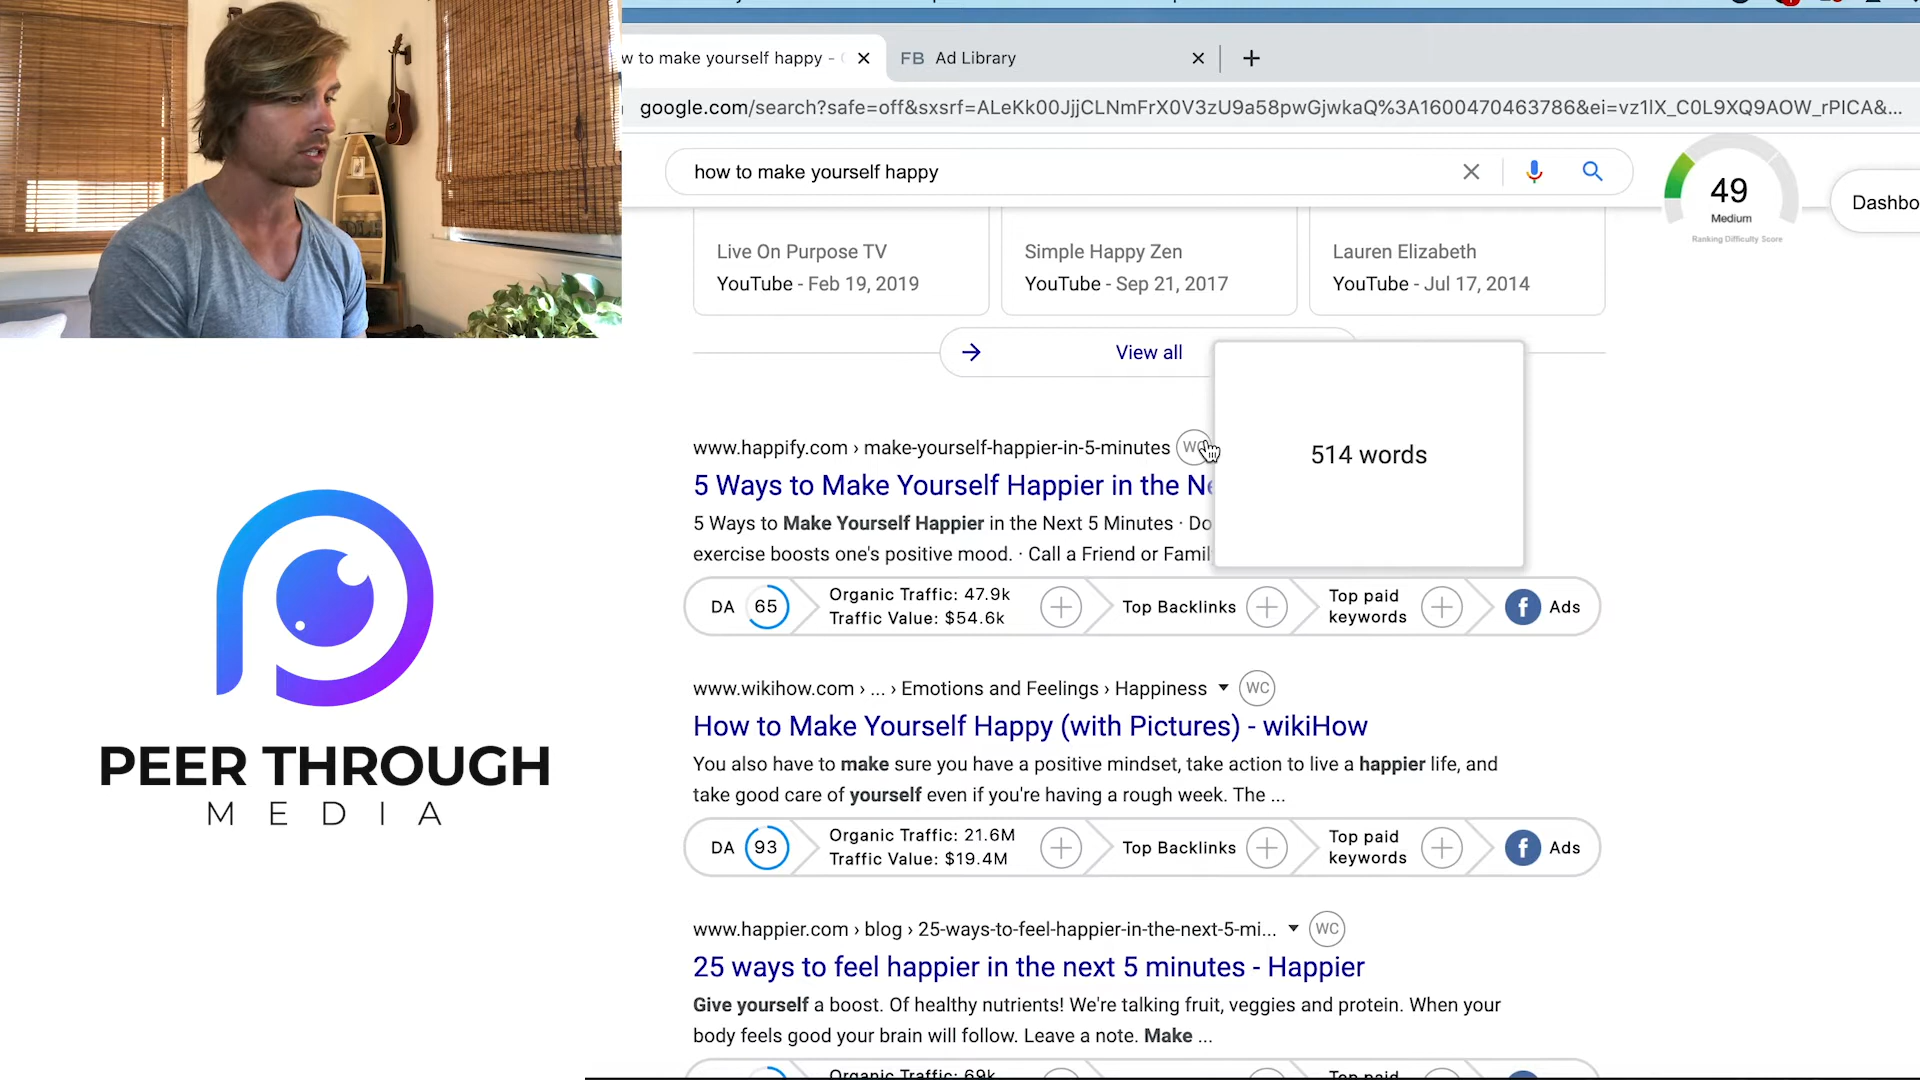 w to make yourself happy -
FB Ad Library
google.com/search?safe=off&sxsrf=ALeKk00JjjCLNmFrX0V3zU9a58pwGjwkaQ%3A1600470463786&ei=vz1lX_C0L9XQ9AOW_rPICA&...
how to make yourself happy
49
Medium
Ranking Difficulty Score
Dashbo
Live On Purpose TV
YouTube - Feb 19, 2019
Simple Happy Zen
YouTube - Sep 21, 2017
Lauren Elizabeth
YouTube - Jul 17, 2014
View all
www.happify.com › make-yourself-happier-in-5-minutes WC
514 words
5 Ways to Make Yourself Happier in the Ne
5 Ways to Make Yourself Happier in the Next 5 Minutes · Do
exercise boosts one's positive mood. · Call a Friend or Famil
DA 65
Organic Traffic: 47.9k
Traffic Value: $54.6k
Top Backlinks
Top paid
keywords
f Ads
www.wikihow.com › ... › Emotions and Feelings › Happiness WC
How to Make Yourself Happy (with Pictures) - wikiHow
You also have to make sure you have a positive mindset, take action to live a happier life, and
take good care of yourself even if you're having a rough week. The ...
DA 93
Organic Traffic: 21.6M
Traffic Value: $19.4M
Top Backlinks
Top paid
keywords
f Ads
www.happier.com › blog › 25-ways-to-feel-happier-in-the-next-5-mi... WC
25 ways to feel happier in the next 5 minutes - Happier
Give yourself a boost. Of healthy nutrients! We're talking fruit, veggies and protein. When your
body feels good your brain will follow. Leave a note. Make ...
Organic Traffic: 69k
Top paid
PEER THROUGH
MEDIA